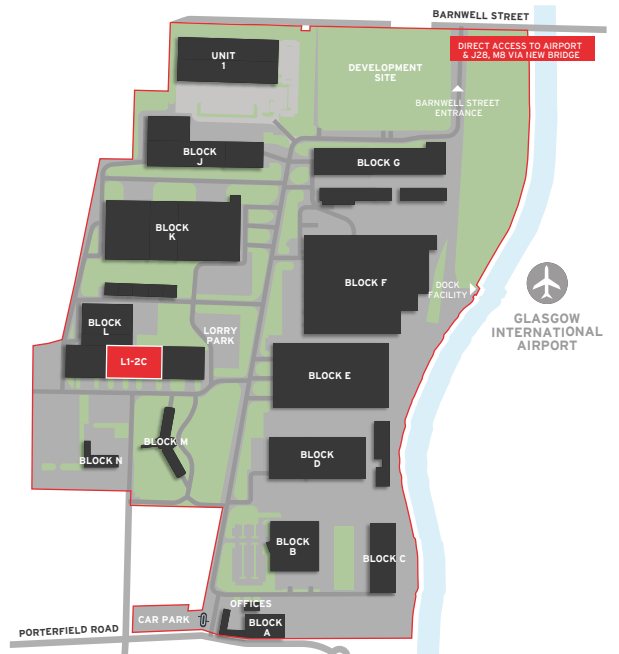 BARNWELL STREET
DIRECT ACCESS TO AIRPORT
& J28, M8 VIA NEW BRIDGE
UNIT
1
DEVELOPMENT
SITE
BARNWELL STREET
ENTRANCE
BLOCK
J
BLOCK G
BLOCK
K
BLOCK F
DOCK
FACILITY
GLASGOW
INTERNATIONAL
AIRPORT
BLOCK
L
LORRY
PARK
L1-2C
BLOCK E
BLOCK M
BLOCK N
BLOCK
D
BLOCK
B
BLOCK C
OFFICES
CAR PARK
BLOCK
A
PORTERFIELD ROAD